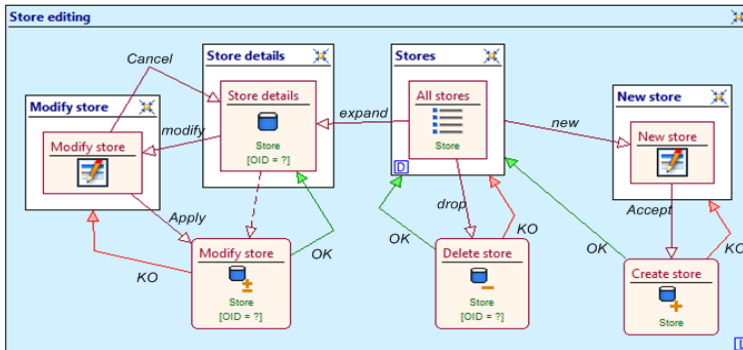 Store editing
Cancel
Store details
Stores
Modify store
Store details
All stores
New store
expand
new
modify
Modify store
Store
New store
Store
[OID = ?]
D
drop
Accept
Apply
OK
KO
OK
KO
OK
KO
Modify store
Delete store
Create store
KO
Store
[OID = ?]
Store
[OID = ?]
Store
L